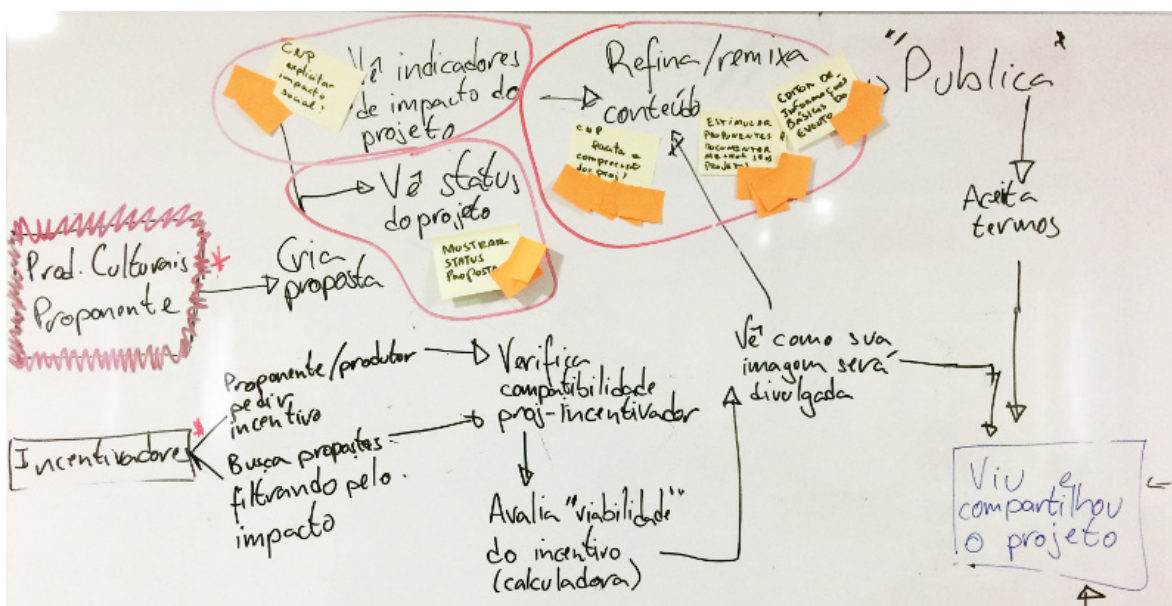 CNP
explicitar
impacto
social!
Vê indicadores
de impacto do
projeto
Refina/remixa
conteúdo
CNP
facita a
compreensão
dos proj!
ESTIMULAR
PROPONENTES A
DOCUMENTAR
MELHOR SEUS
PROJETOS
EDITOR DE
INFORMAÇÕES
BÁSICAS DO
EVENTO
"Publica"
Aceita
termos
Vê status
do projeto
MOSTRAR
STATUS
PROPOSTA
Prod. Culturais
Proponente
Cria
proposta
Proponente/produtor
pedir
incentivo
Incentivadores
Busca propostas
filtrando pelo
impacto
Verifica
compatibilidade
proj-incentivador
Avalia "viabilidade"
do incentivo
(calculadora)
Vê como sua
imagem será
divulgada
Viu e
compartilhou
o projeto